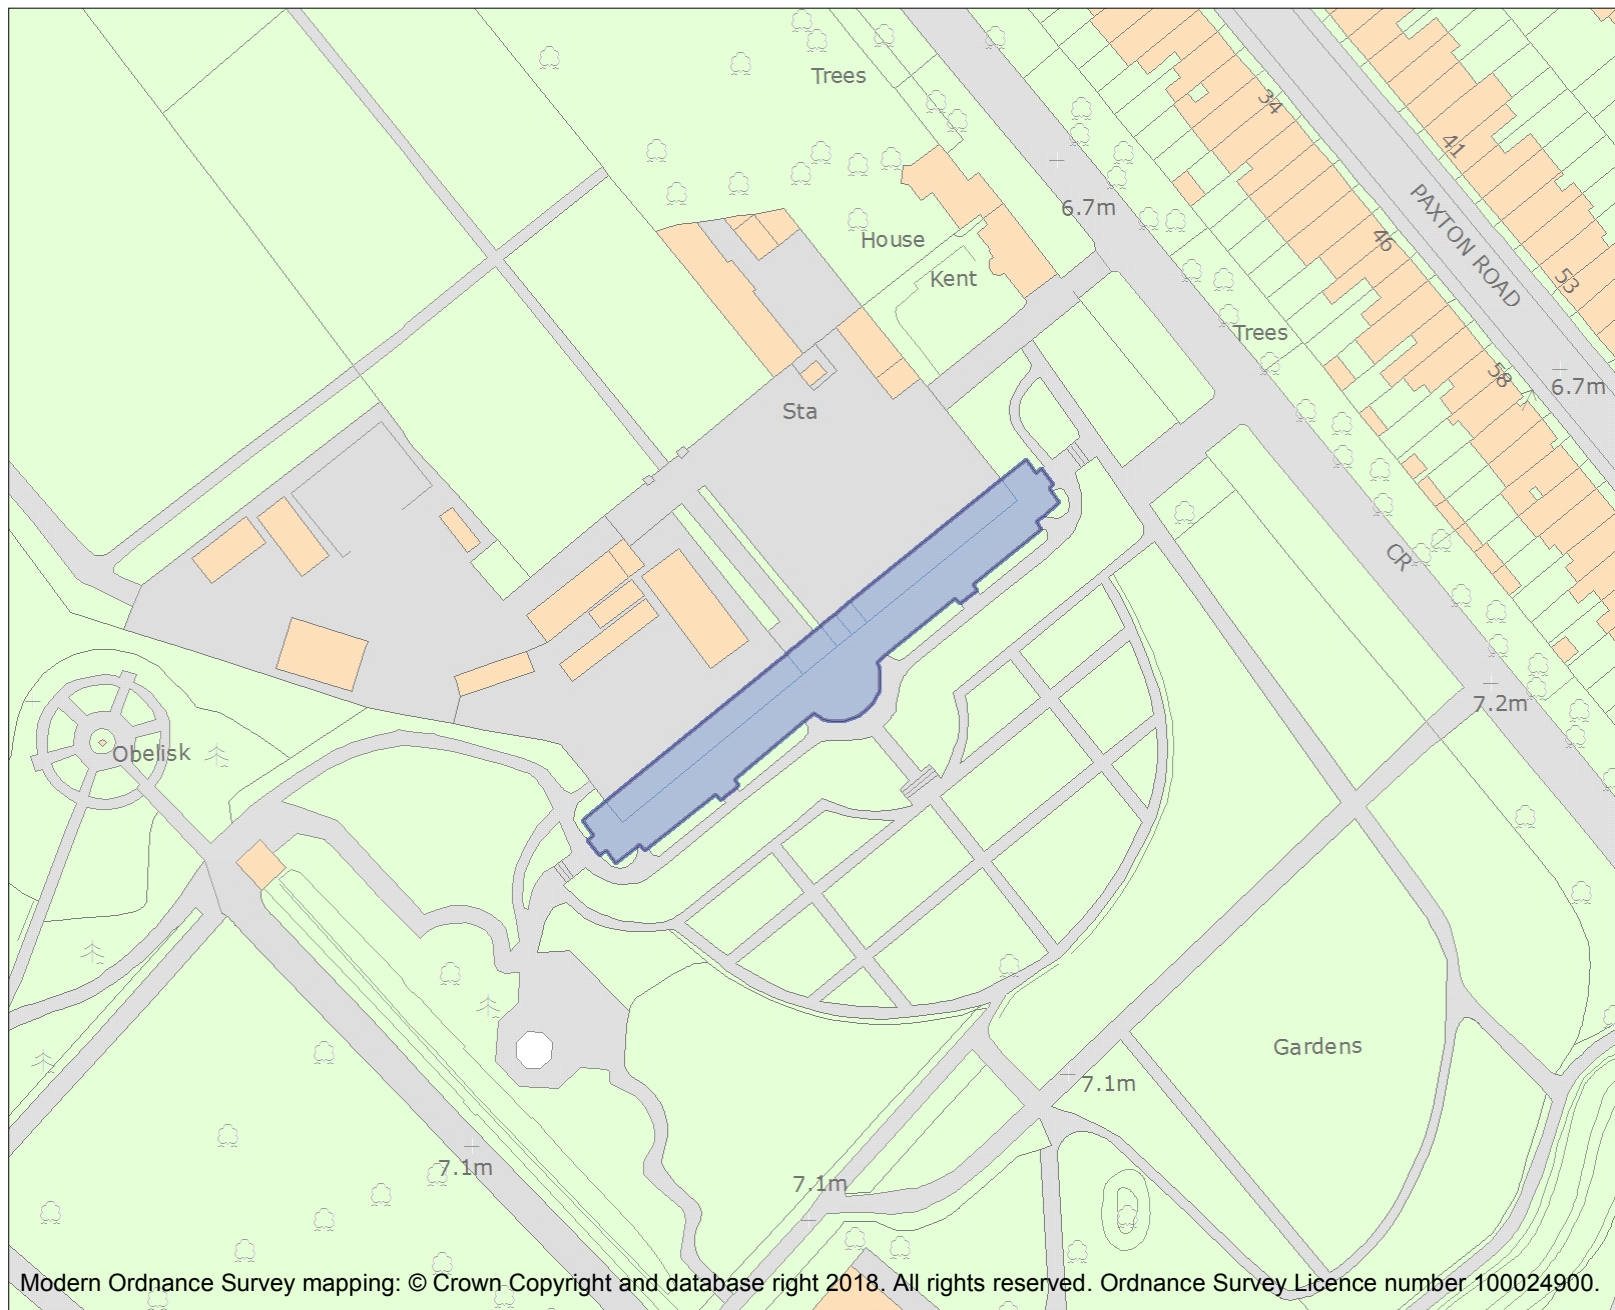 Trees
34
41
PAXTON ROAD
6.7m
House
46
Kent
53
Trees
58
6.7m
Sta
CR
7.2m
Obelisk
Gardens
7.1m
7.1m
7.1m
Modern Ordnance Survey mapping: © Crown Copyright and database right 2018. All rights reserved. Ordnance Survey Licence number 100024900.